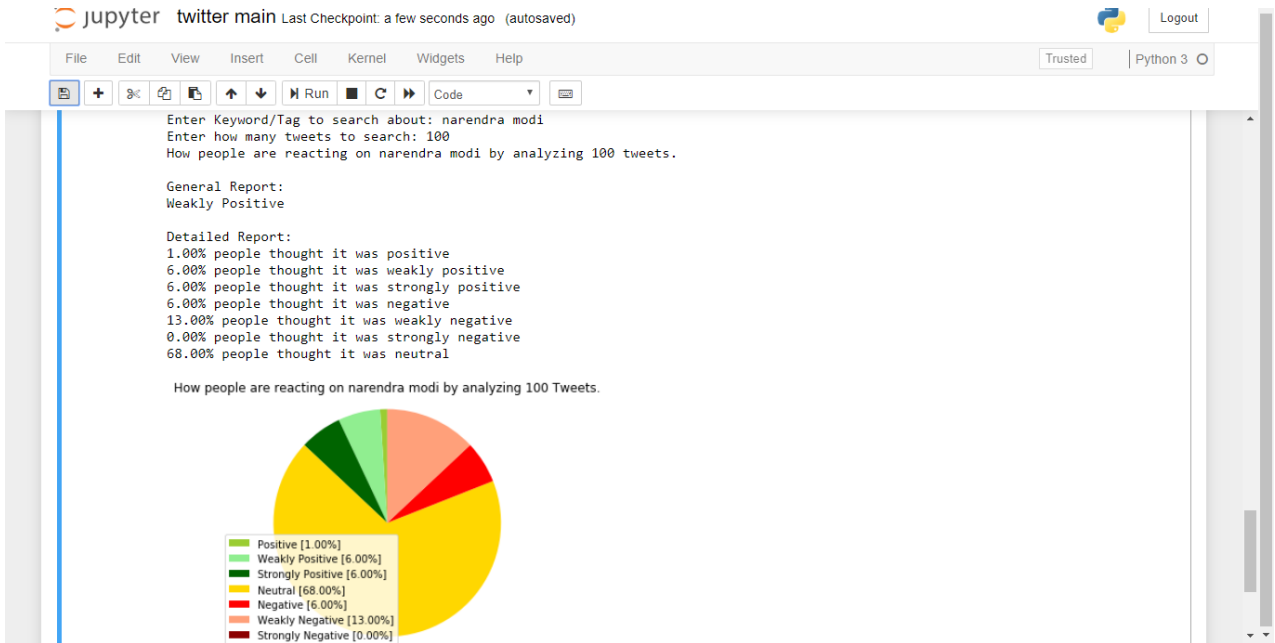 jupyter twitter main Last Checkpoint: a few seconds ago (autosaved) Logout
File Edit View Insert Cell Kernel Widgets Help Trusted Python 3
Run Code
Enter Keyword/Tag to search about: narendra modi
Enter how many tweets to search: 100
How people are reacting on narendra modi by analyzing 100 tweets.
General Report:
Weakly Positive
Detailed Report:
1.00% people thought it was positive
6.00% people thought it was weakly positive
6.00% people thought it was strongly positive
6.00% people thought it was negative
13.00% people thought it was weakly negative
0.00% people thought it was strongly negative
68.00% people thought it was neutral
How people are reacting on narendra modi by analyzing 100 Tweets.
Positive [1.00%]
Weakly Positive [6.00%]
Strongly Positive [6.00%]
Neutral [68.00%]
Negative [6.00%]
Weakly Negative [13.00%]
Strongly Negative [0.00%]